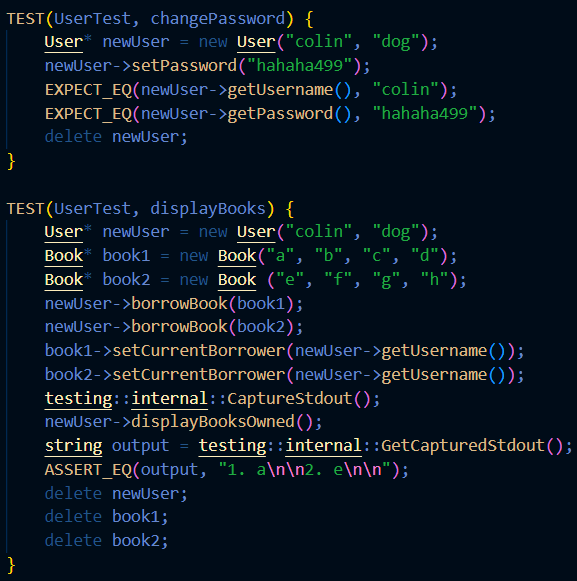 TEST(UserTest, changePassword) {
    User* newUser = new User("colin", "dog");
    newUser->setPassword("hahaha499");
    EXPECT_EQ(newUser->getUsername(), "colin");
    EXPECT_EQ(newUser->getPassword(), "hahaha499");
    delete newUser;
}

TEST(UserTest, displayBooks) {
    User* newUser = new User("colin", "dog");
    Book* book1 = new Book("a", "b", "c", "d");
    Book* book2 = new Book ("e", "f", "g", "h");
    newUser->borrowBook(book1);
    newUser->borrowBook(book2);
    book1->setCurrentBorrower(newUser->getUsername());
    book2->setCurrentBorrower(newUser->getUsername());
    testing::internal::CaptureStdout();
    newUser->displayBooksOwned();
    string output = testing::internal::GetCapturedStdout();
    ASSERT_EQ(output, "1. a\n\n2. e\n\n");
    delete newUser;
    delete book1;
    delete book2;
}